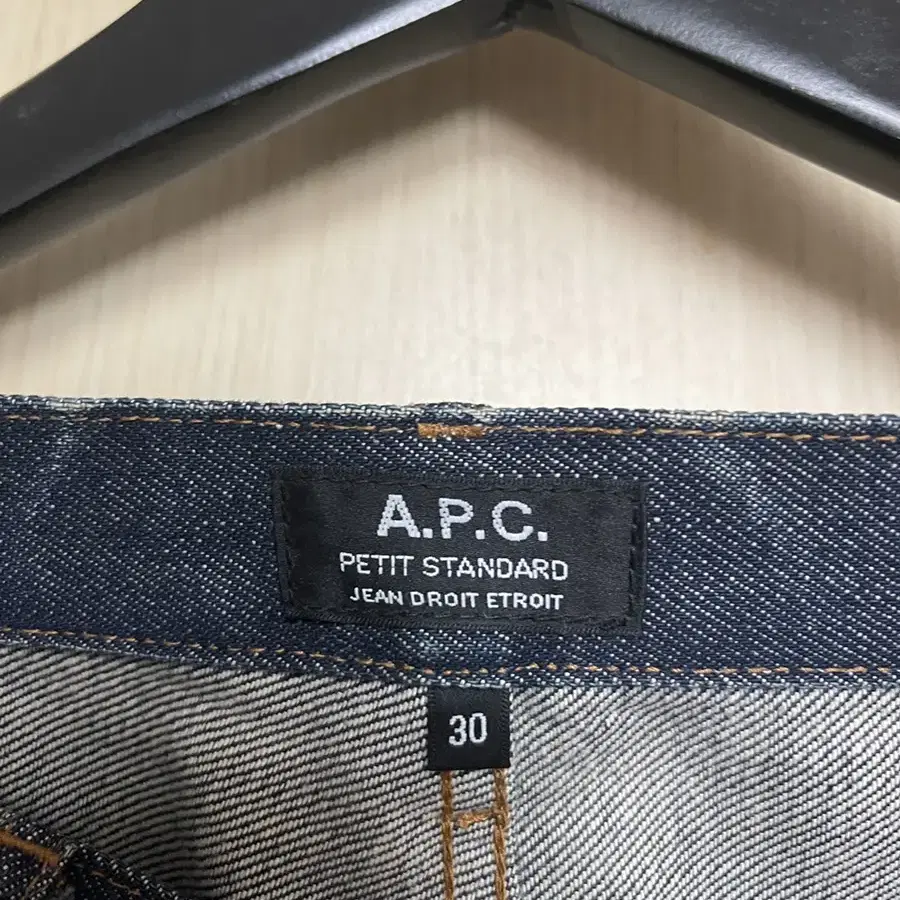 A.P.C.
PETIT STANDARD
JEAN DROIT ETROIT
30